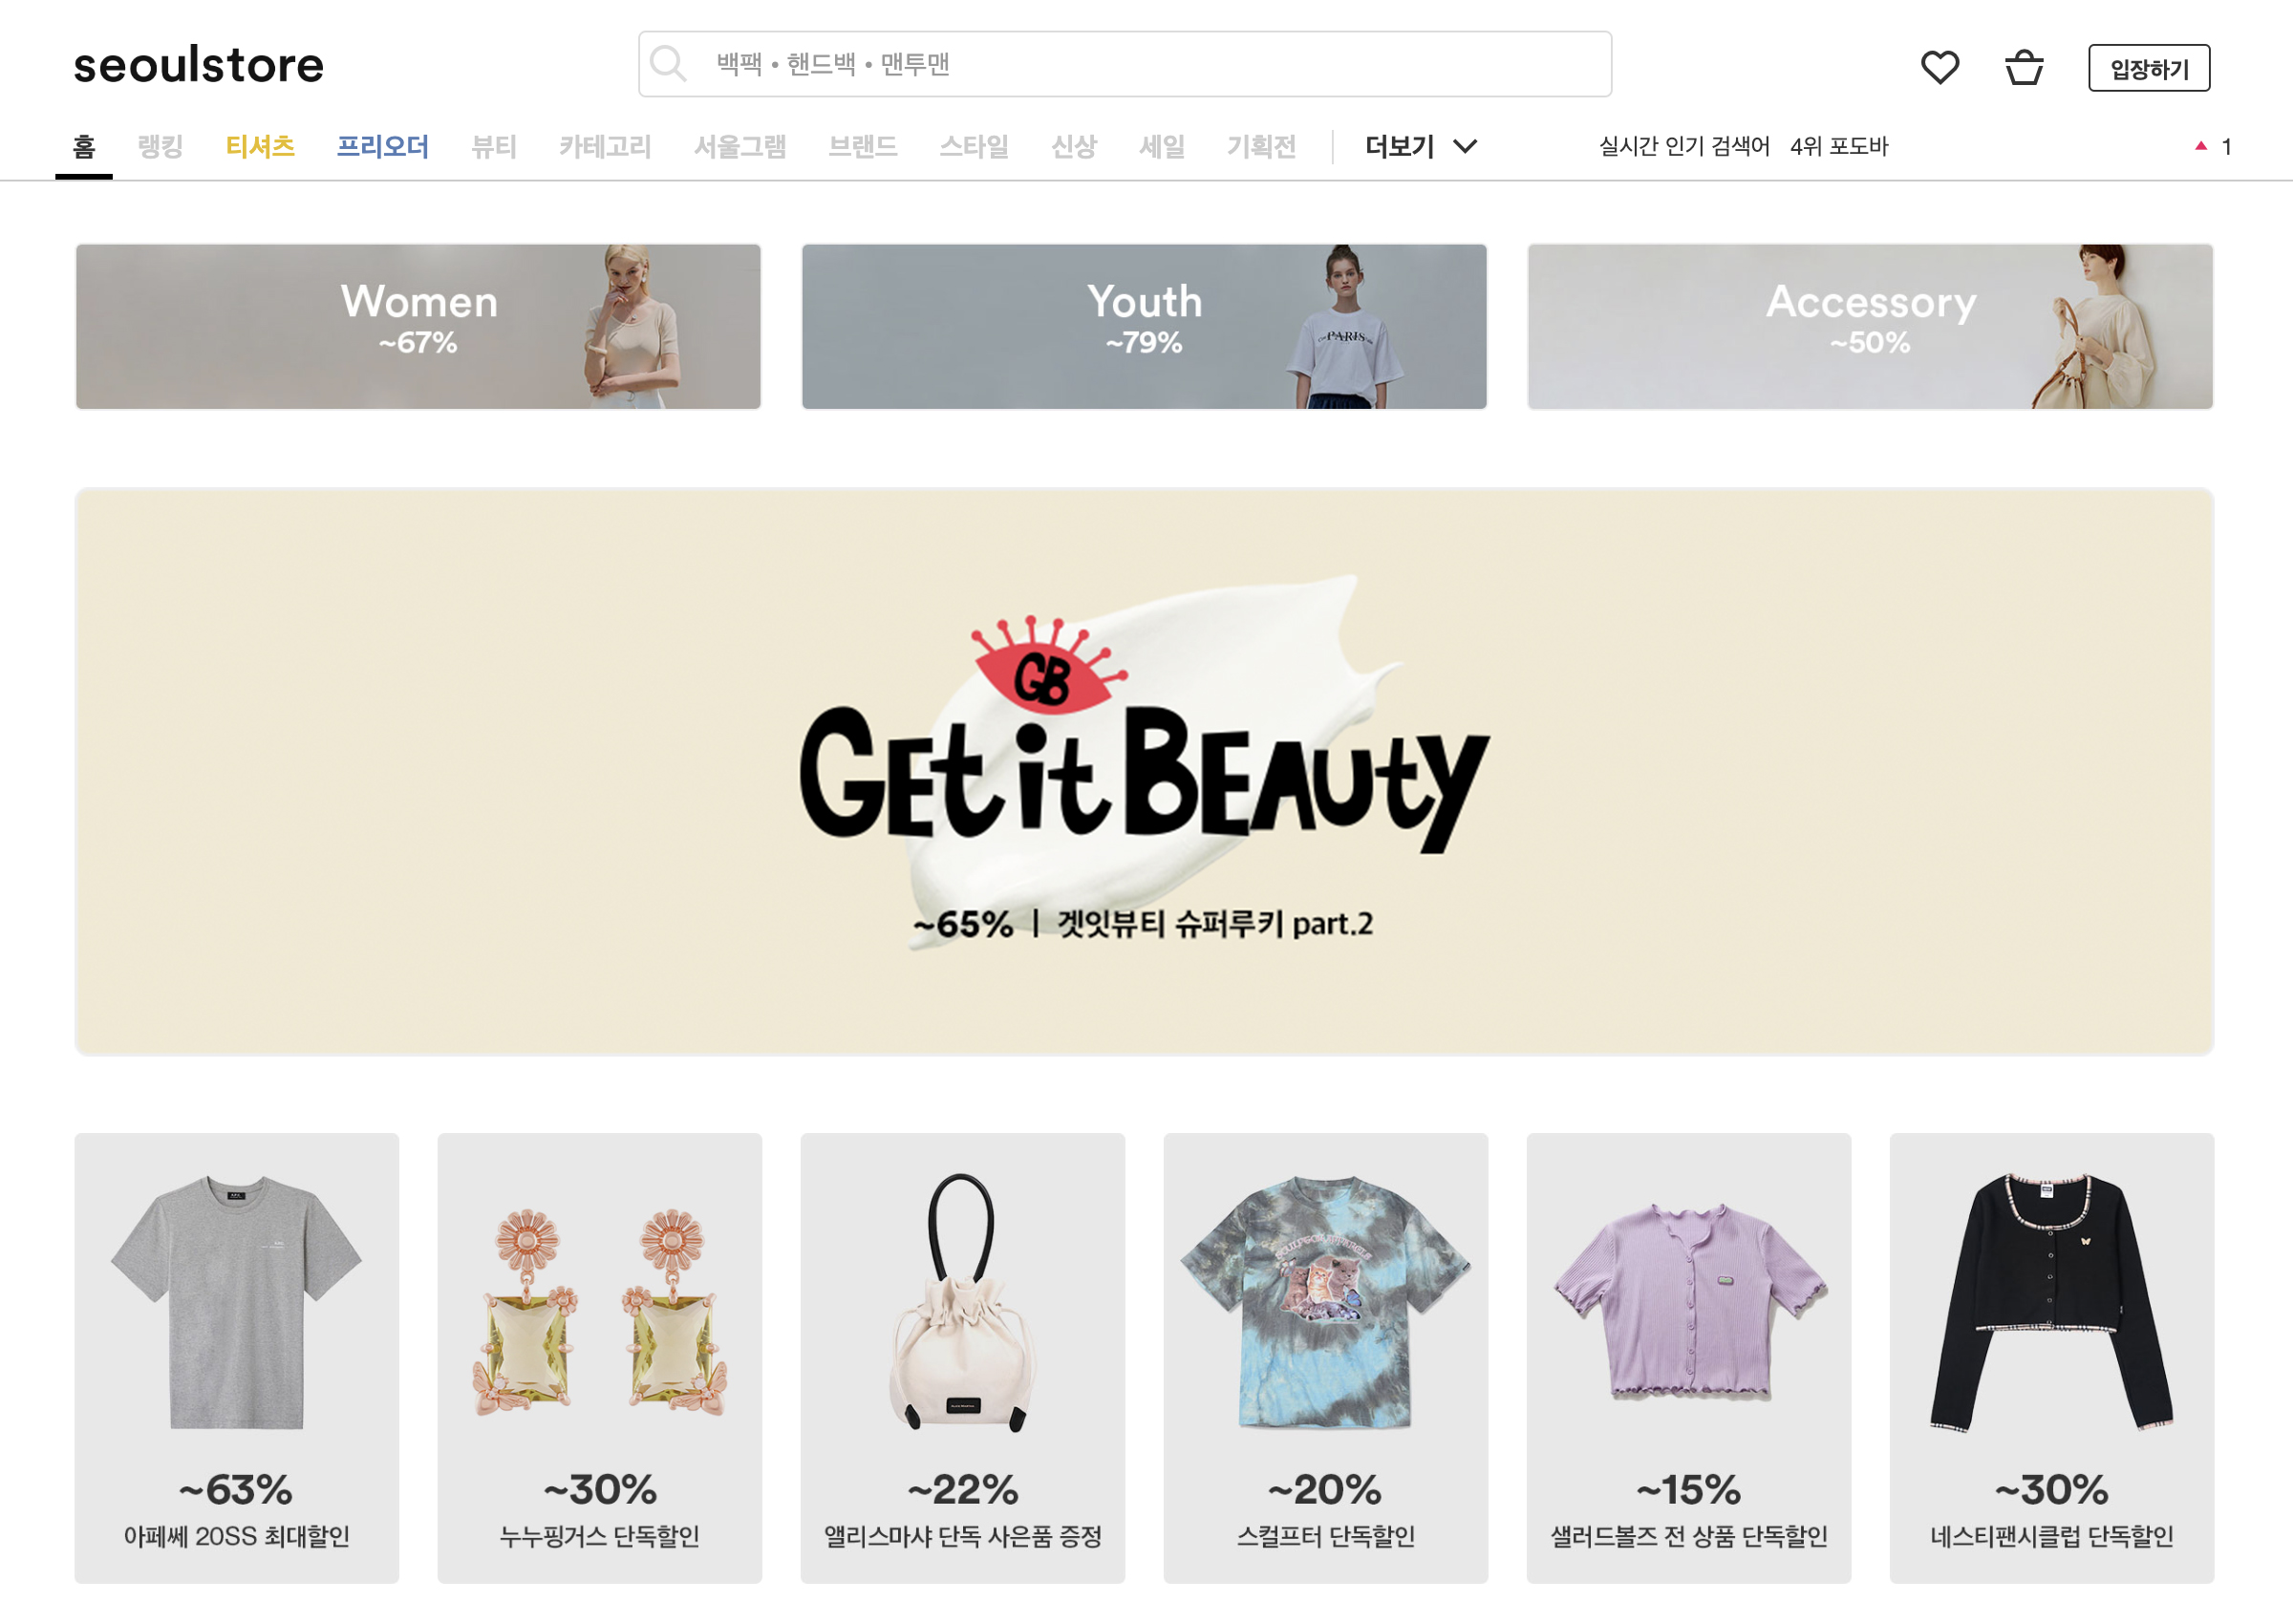 seoulstore
백팩 • 핸드백 • 맨투맨
입장하기
홈 랭킹 티셔츠 프리오더 뷰티 카테고리 서울그램 브랜드 스타일 신상 세일 기획전 더보기 실시간 인기 검색어 4위 포도바 1
Women
~67%
Youth
~79%
PARIS
Accessory
~50%
GB
GEt it BEAUty
~65% | 겟잇뷰티 슈퍼루키 part.2
~63%
아페쎄 20SS 최대할인
~30%
누누핑거스 단독할인
~22%
앨리스마샤 단독 사은품 증정
~20%
스컬프터 단독할인
~15%
샐러드볼즈 전 상품 단독할인
~30%
네스티팬시클럽 단독할인